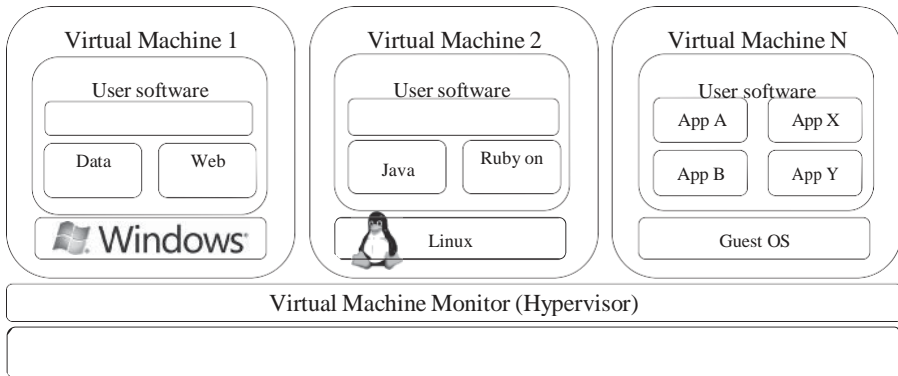 Virtual Machine 1
Virtual Machine 2
Virtual Machine N
User software
User software
User software
App A
App X
Data
Web
Java
Ruby on
App B
App Y
Windows
Linux
Guest OS
Virtual Machine Monitor (Hypervisor)